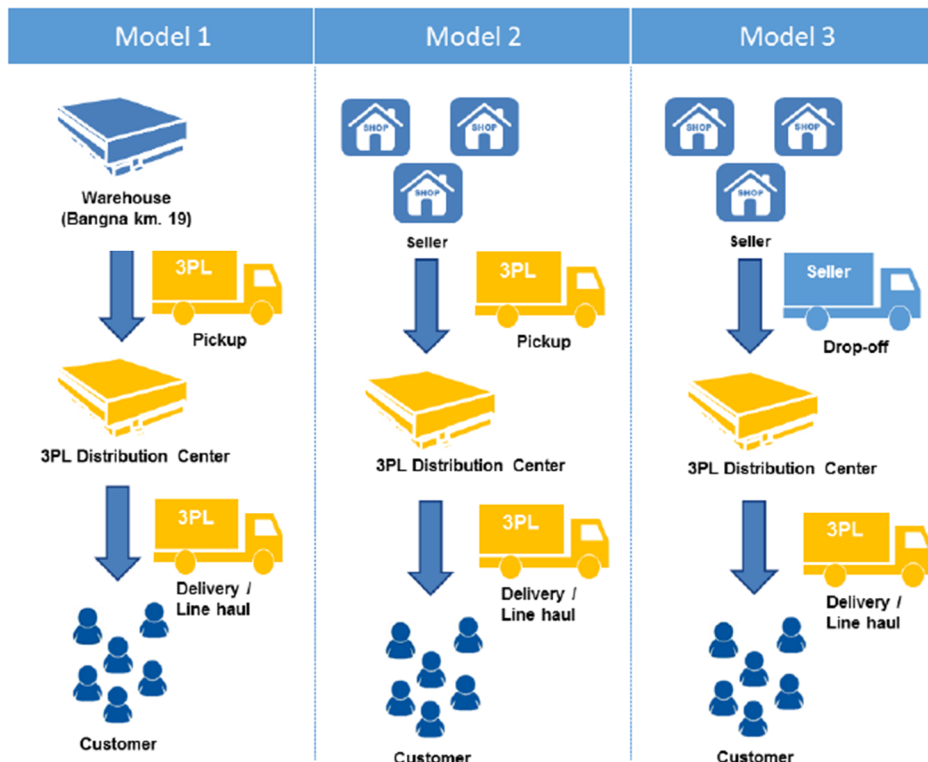 Model 1
Warehouse
(Bangna km. 19)
3PL
Pickup
3PL Distribution Center
3PL
Delivery /
Line haul
Customer
Model 2
SHOP
SHOP
SHOP
Seller
3PL
Pickup
3PL Distribution Center
3PL
Delivery /
Line haul
Customer
Model 3
SHOP
SHOP
SHOP
Seller
Seller
Drop-off
3PL Distribution Center
3PL
Delivery /
Line haul
Customer